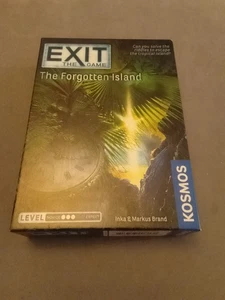 EXIT
THE GAME
Can you solve the
riddles to escape
the tropical island?
The Forgotten Island
LEVEL
Inka & Markus Brand
KOSMOS